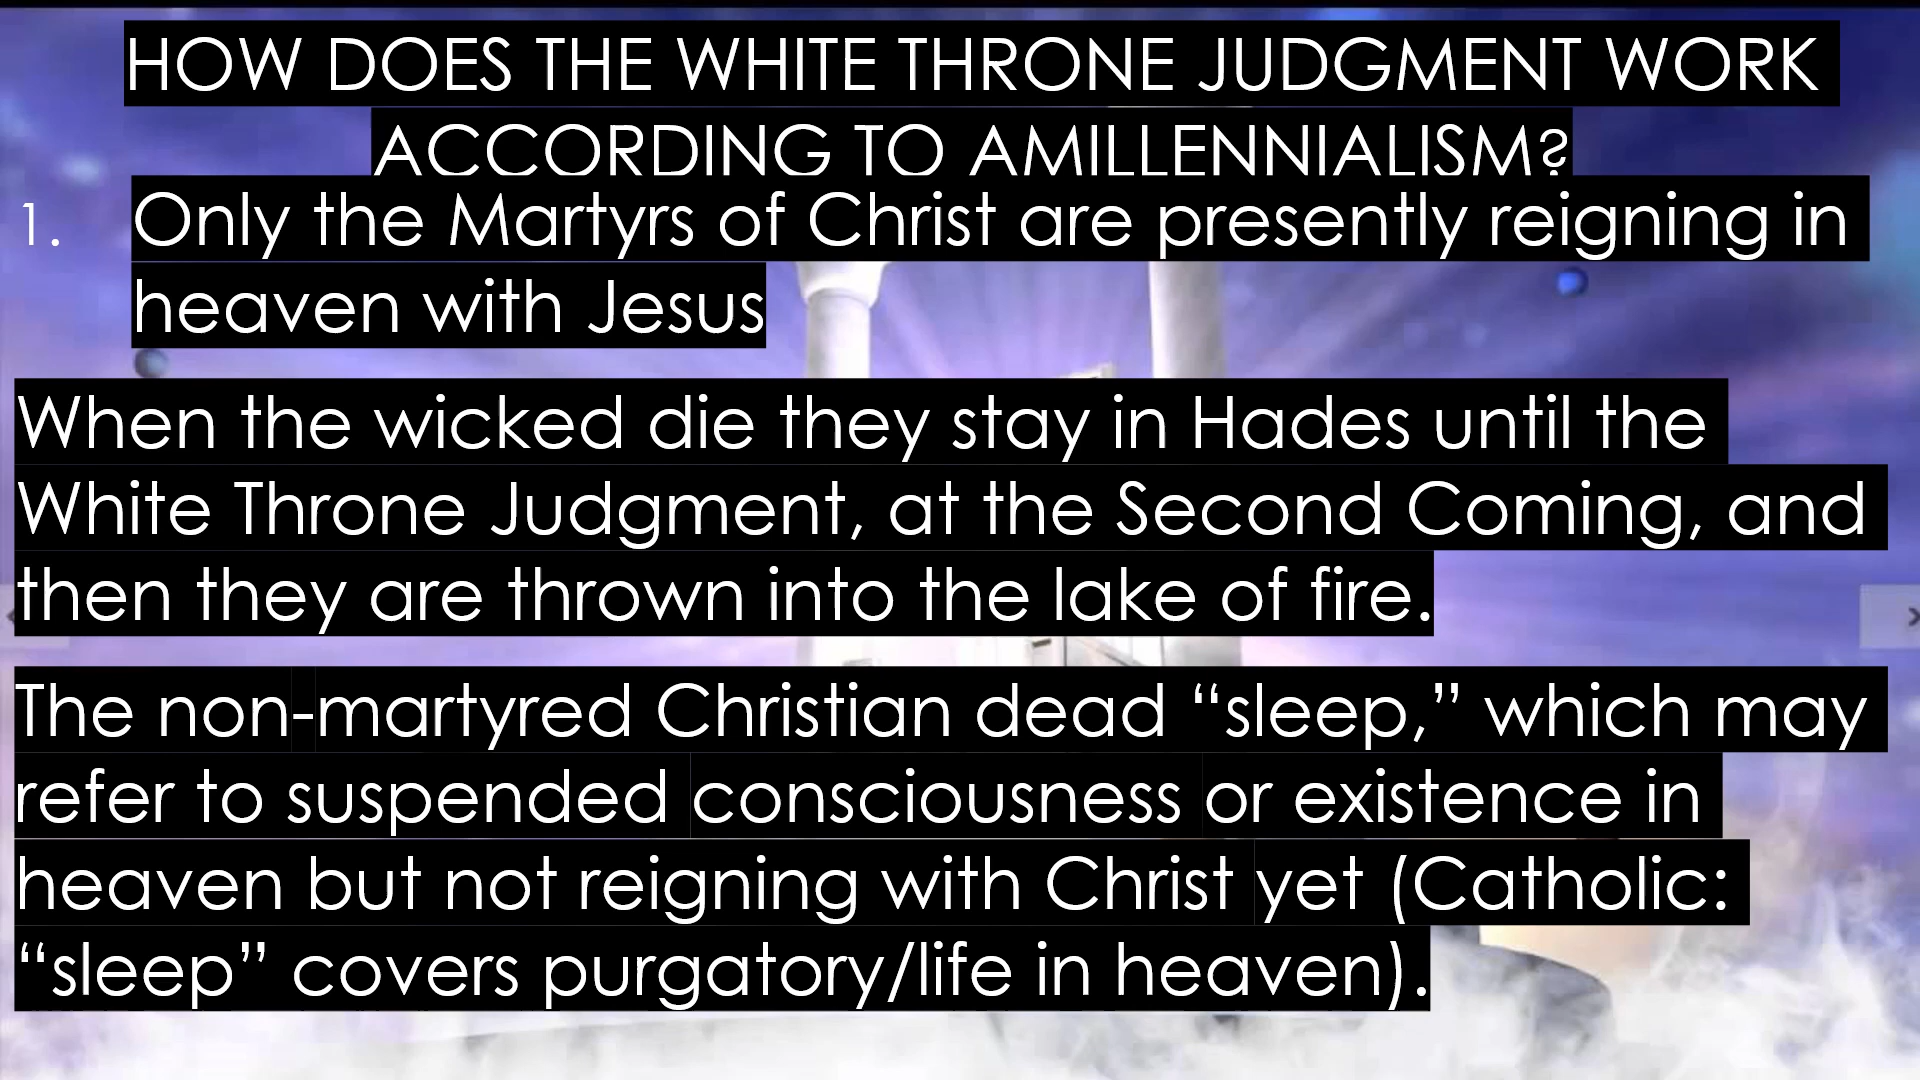 HOW DOES THE WHITE THRONE JUDGMENT WORK
ACCORDING TO AMILLENNIALISM?
1. Only the Martyrs of Christ are presently reigning in
heaven with Jesus
When the wicked die they stay in Hades until the
White Throne Judgment, at the Second Coming, and
then they are thrown into the lake of fire.
The non-martyred Christian dead “sleep,” which may
refer to suspended consciousness or existence in
heaven but not reigning with Christ yet (Catholic:
“sleep” covers purgatory/life in heaven).